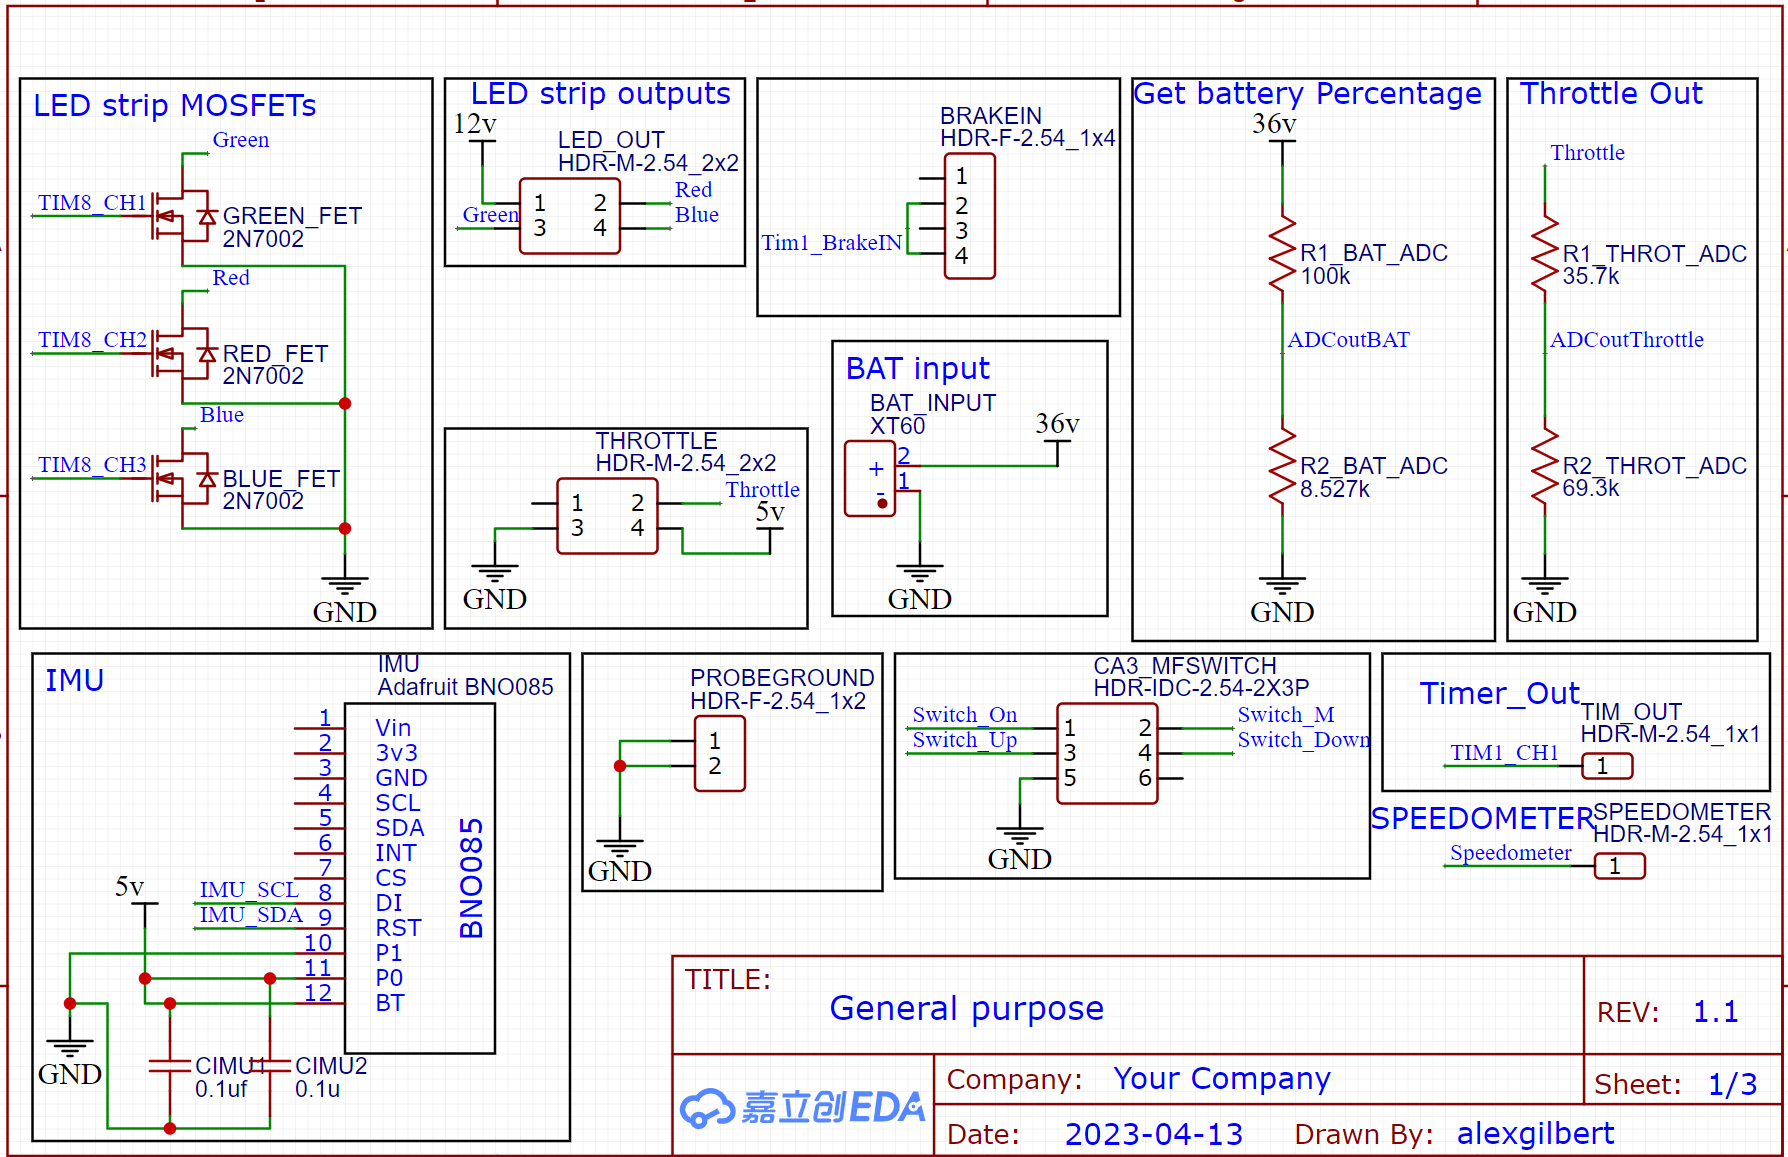 LED strip MOSFETs
Green
TIM8_CH1
GREEN_FET
2N7002
Red
TIM8_CH2
RED_FET
2N7002
Blue
TIM8_CH3
BLUE_FET
2N7002
GND
LED strip outputs
12v
LED_OUT
HDR-M-2.54_2x2
Green
1 2
3 4
Red
Blue
BRAKEIN
HDR-F-2.54_1x4
1
2
3
4
Tim1_BrakeIN
THROTTLE
HDR-M-2.54_2x2
1 2
3 4
Throttle
5v
GND
BAT input
BAT_INPUT
XT60
36v
+ 2
- 1
GND
Get battery Percentage
36v
R1_BAT_ADC
100k
ADCoutBAT
R2_BAT_ADC
8.527k
GND
Throttle Out
Throttle
R1_THROT_ADC
35.7k
ADCoutThrottle
R2_THROT_ADC
69.3k
GND
IMU
IMU
Adafruit BNO085
1 Vin
2 3v3
3 GND
4 SCL
5 SDA
6 INT
7 CS
IMU_SCL 8 DI
IMU_SDA 9 RST
10 P1
11 P0
12 BT
BNO085
5v
GND
CIMU1
0.1uf
CIMU2
0.1u
PROBEGROUND
HDR-F-2.54_1x2
1
2
GND
CA3_MFSWITCH
HDR-IDC-2.54-2X3P
Switch_On 1 2 Switch_M
Switch_Up 3 4 Switch_Down
5 6
GND
Timer_Out
TIM_OUT
HDR-M-2.54_1x1
TIM1_CH1
1
SPEEDOMETER
SPEEDOMETER
HDR-M-2.54_1x1
Speedometer
1
TITLE:
General purpose
REV: 1.1
嘉立创EDA
Company: Your Company
Sheet: 1/3
Date: 2023-04-13
Drawn By: alexgilbert